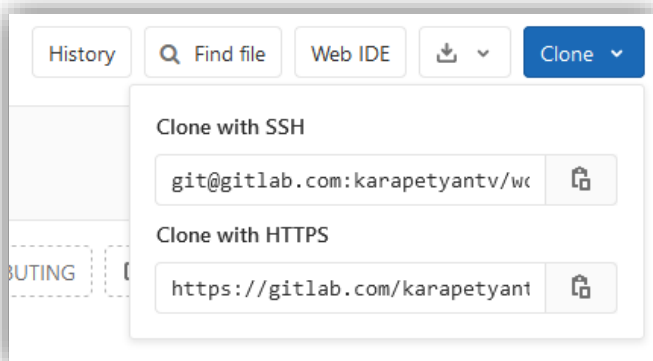 History Find file Web IDE Clone
Clone with SSH
git@gitlab.com:karapetyantv/wo
Clone with HTTPS
BUTING
https://gitlab.com/karapetyant